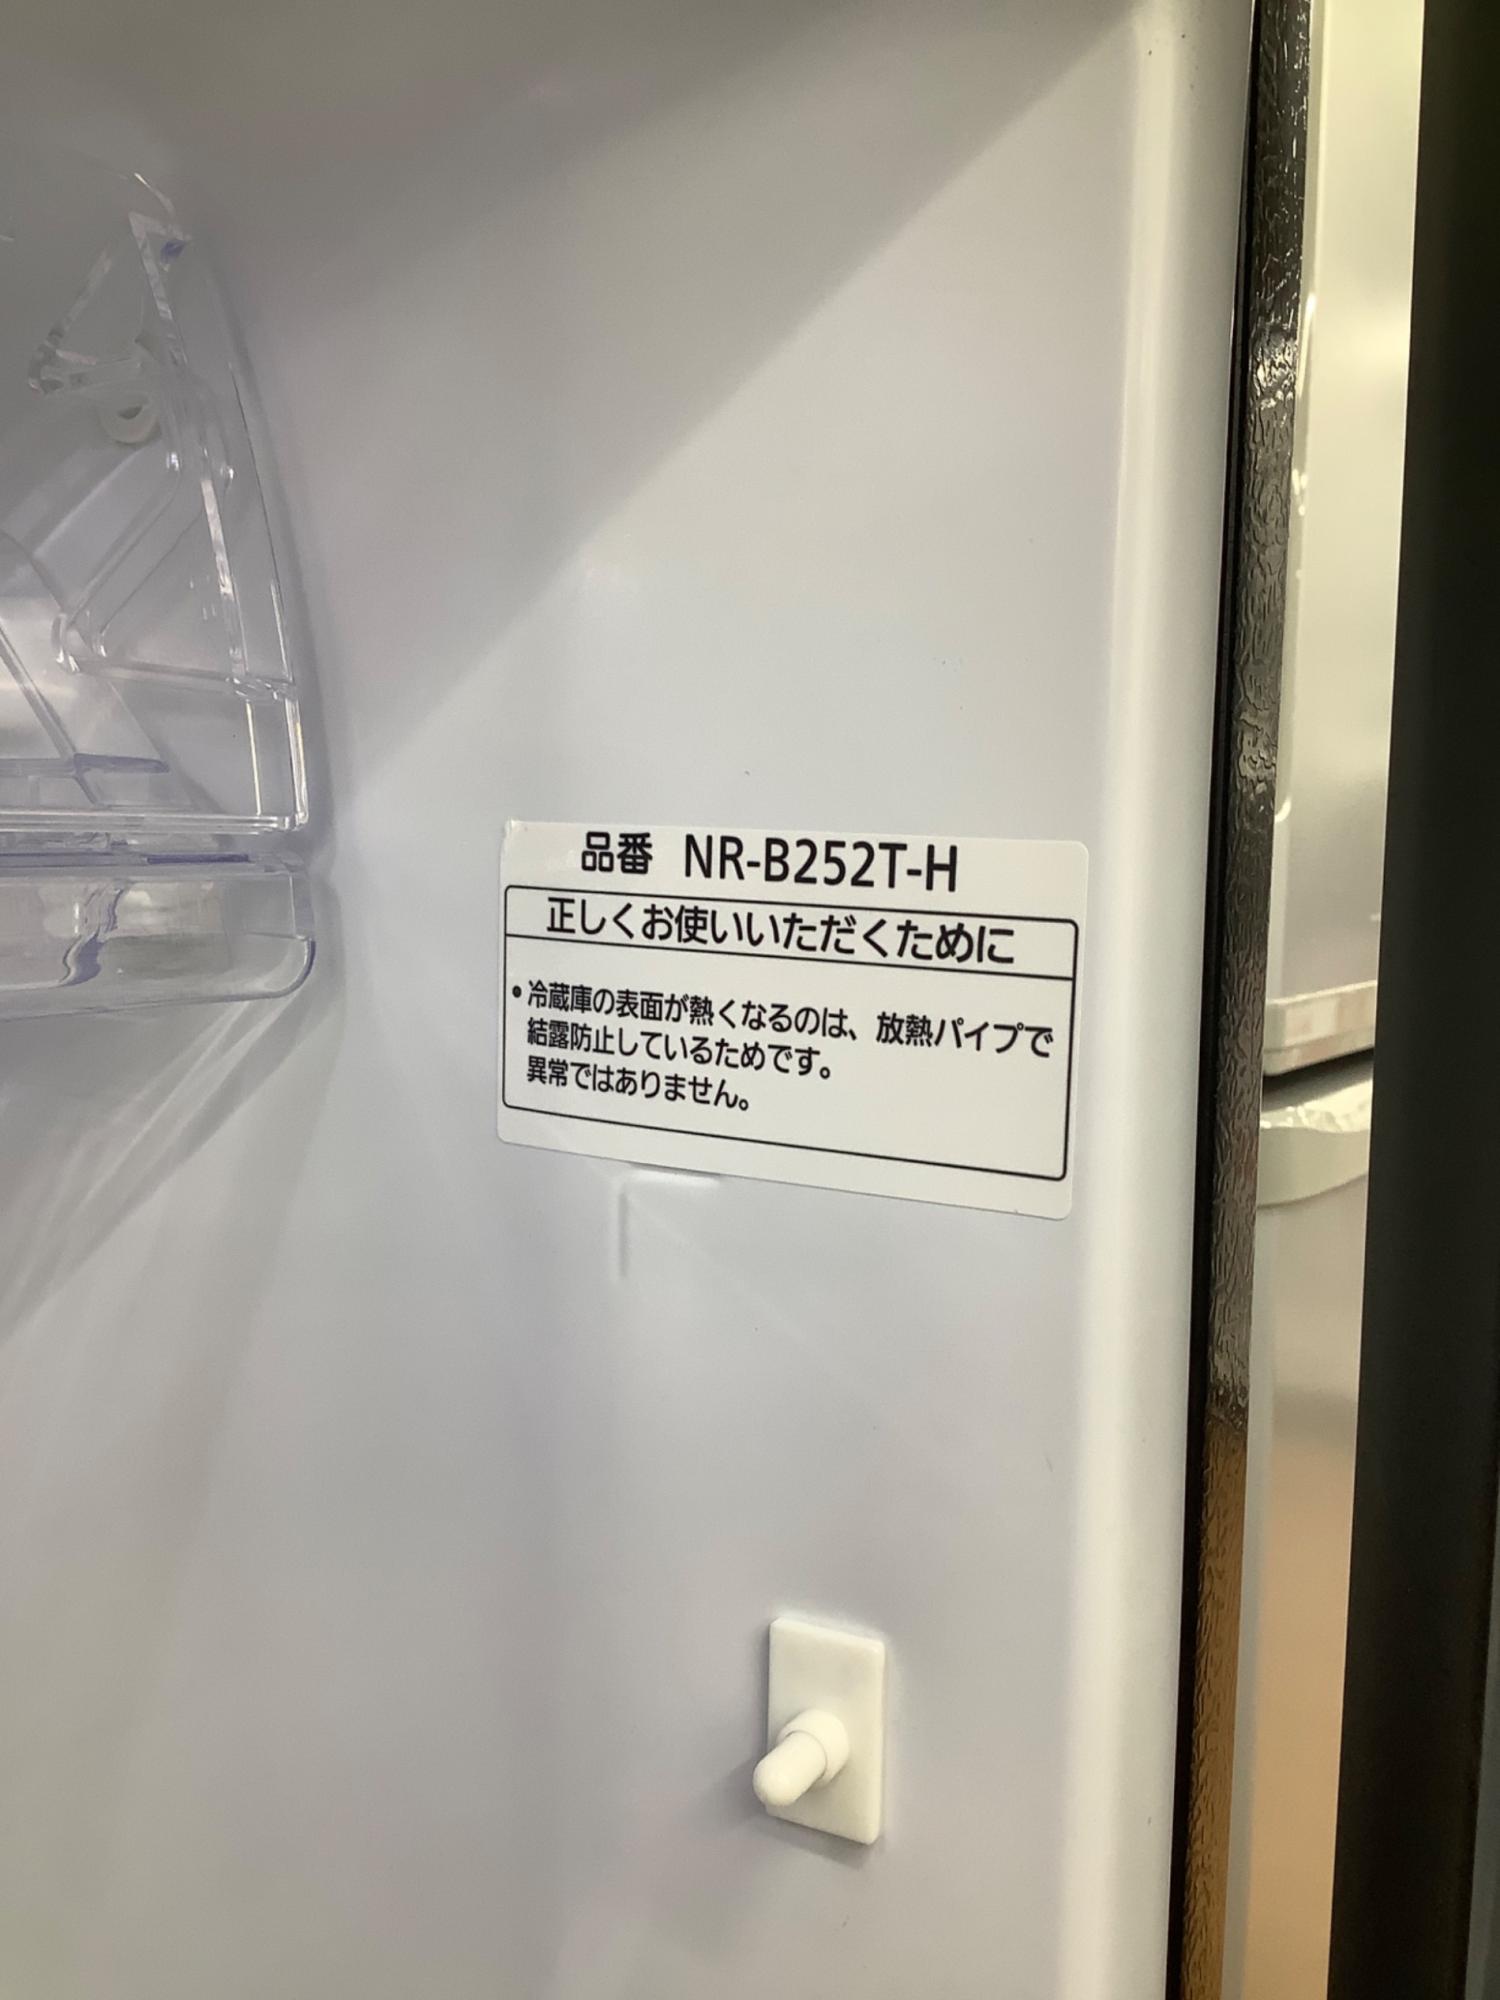 品番 NR-B252T-H
正しくお使いいただくために
•冷蔵庫の表面が熱くなるのは、放熱パイプで
結露防止しているためです。
異常ではありません。